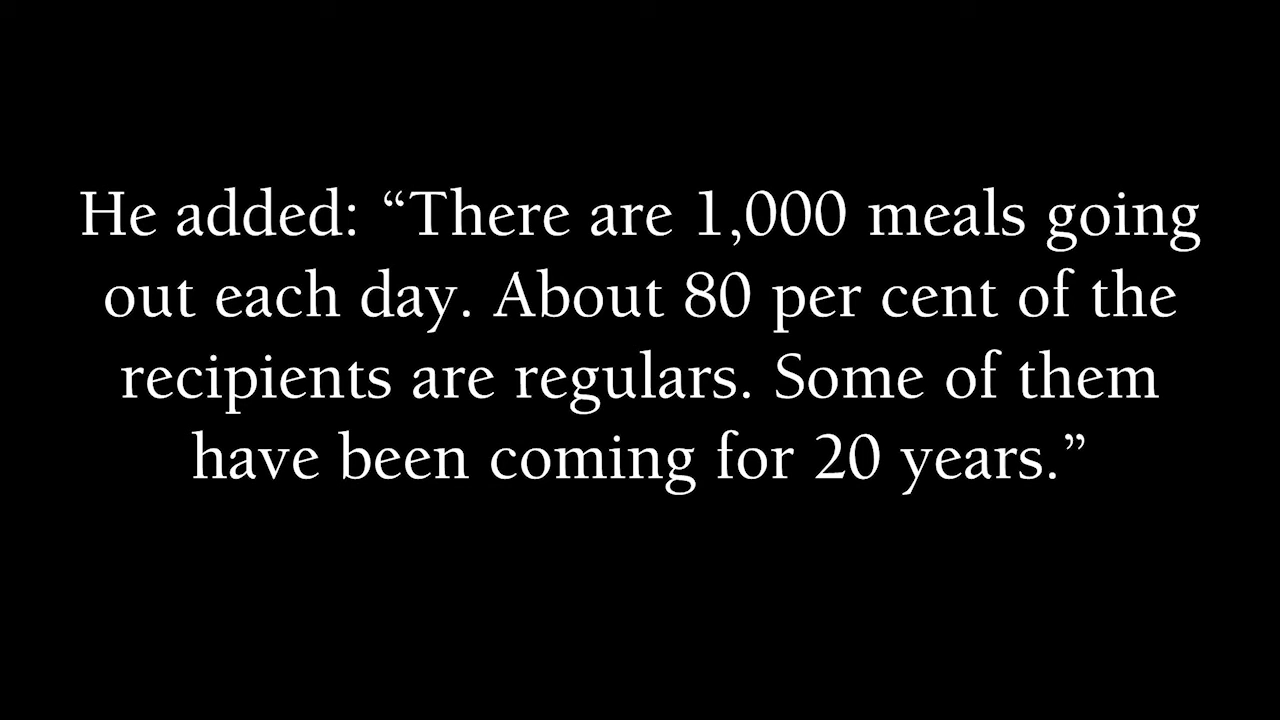 He added: “There are 1,000 meals going
out each day. About 80 per cent of the
recipients are regulars. Some of them
have been coming for 20 years.”